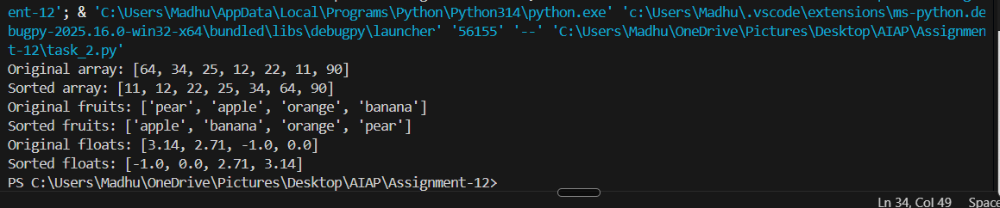 ent-12'; & 'C:\Users\Madhu\AppData\Local\Programs\Python\Python314\python.exe' 'c:\Users\Madhu\.vscode\extensions\ms-python.de
bugpy-2025.16.0-win32-x64\bundled\libs\debugpy\launcher' '56155' '--' 'C:\Users\Madhu\OneDrive\Pictures\Desktop\AIAP\Assignmen
t-12\task_2.py'
Original array: [64, 34, 25, 12, 22, 11, 90]
Sorted array: [11, 12, 22, 25, 34, 64, 90]
Original fruits: ['pear', 'apple', 'orange', 'banana']
Sorted fruits: ['apple', 'banana', 'orange', 'pear']
Original floats: [3.14, 2.71, -1.0, 0.0]
Sorted floats: [-1.0, 0.0, 2.71, 3.14]
PS C:\Users\Madhu\OneDrive\Pictures\Desktop\AIAP\Assignment-12>
Ln 34, Col 49 Space